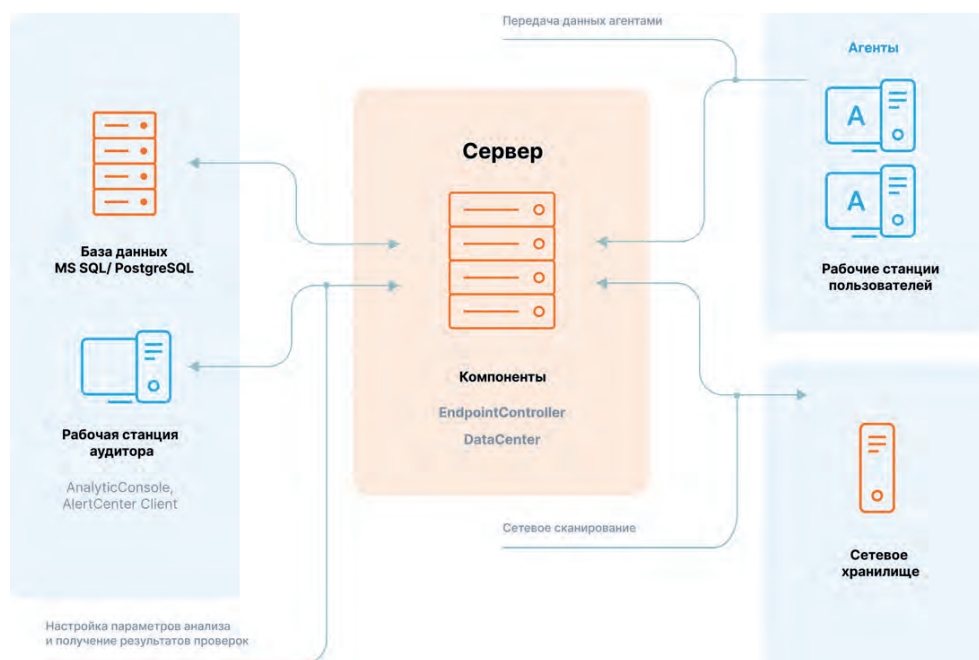 Передача данных агентами
Агенты
A
A
Рабочие станции
пользователей
Сервер
База данных
MS SQL/ PostgreSQL
Компоненты
EndpointController
DataCenter
Рабочая станция
аудитора
AnalyticConsole,
AlertCenter Client
Сетевое сканирование
Сетевое
хранилище
Настройка параметров анализа
и получение результатов проверок